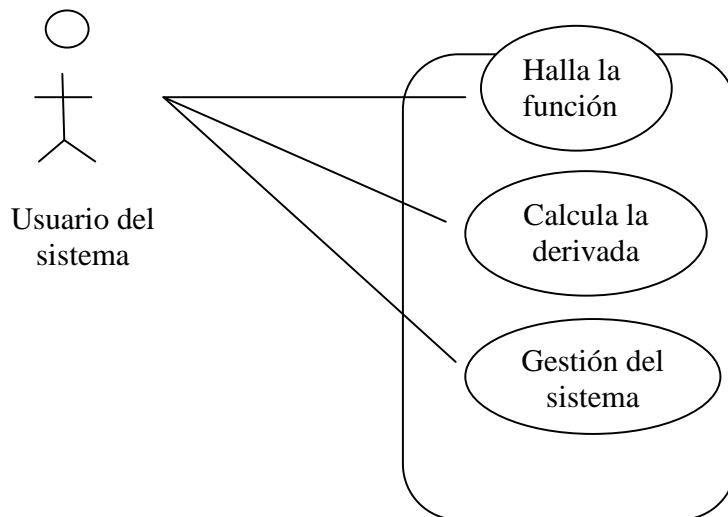 Halla la
función
Calcula la
derivada
Usuario del
sistema
Gestión del
sistema